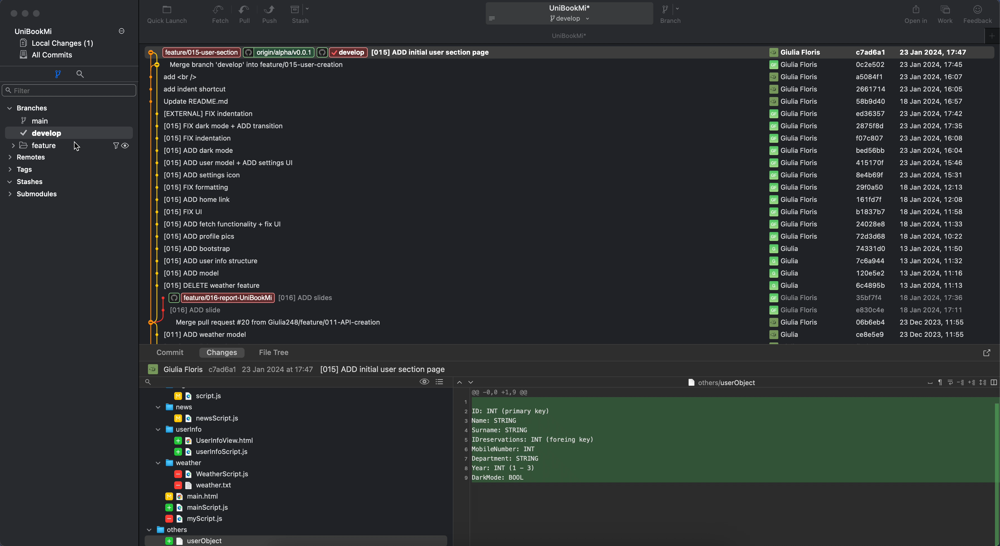 Quick Launch
Fetch
Pull
Push
Stash
UniBookMi*
develop
Branch
Open in
Work
Feedback
UniBookMi*
UniBookMi
Local Changes (1)
All Commits
Filter
Branches
main
develop
feature
Remotes
Tags
Stashes
Submodules
feature/015-user-section origin/alpha/v0.0.1 develop [015] ADD initial user section page Giulia Floris c7ad6a1 23 Jan 2024, 17:47
Merge branch 'develop' into feature/015-user-creation GF Giulia Floris 0c2e502 23 Jan 2024, 17:45
add <br /> Giulia Floris a5084f1 23 Jan 2024, 16:07
add indent shortcut Giulia Floris 2661714 23 Jan 2024, 16:05
Update README.md Giulia Floris 58b9d40 18 Jan 2024, 16:57
[EXTERNAL] FIX indentation GF Giulia Floris ed36357 23 Jan 2024, 17:42
[015] FIX dark mode + ADD transition GF Giulia Floris 2875f8d 23 Jan 2024, 17:35
[015] FIX indentation GF Giulia Floris f07c807 23 Jan 2024, 16:08
[015] ADD dark mode GF Giulia Floris bed56bb 23 Jan 2024, 16:04
[015] ADD user model + ADD settings UI GF Giulia Floris 415170f 23 Jan 2024, 15:46
[015] ADD settings icon GF Giulia Floris 8e4b69f 23 Jan 2024, 15:31
[015] FIX formatting GF Giulia Floris 29f0a50 18 Jan 2024, 12:13
[015] ADD home link GF Giulia Floris 161fd7f 18 Jan 2024, 12:08
[015] FIX UI GF Giulia Floris b1837b7 18 Jan 2024, 11:58
[015] ADD fetch functionality + fix UI GF Giulia Floris 24028e8 18 Jan 2024, 11:33
[015] ADD profile pics GF Giulia Floris 72d3d68 18 Jan 2024, 10:22
[015] ADD bootstrap G Giulia 74331d0 13 Jan 2024, 11:50
[015] ADD user info structure G Giulia 7c6a944 13 Jan 2024, 11:32
[015] ADD model G Giulia 120e5e2 13 Jan 2024, 11:16
[015] DELETE weather feature G Giulia 6c4895b 13 Jan 2024, 11:13
feature/016-report-UniBookMi [016] ADD slides GF Giulia Floris 35bf7f4 18 Jan 2024, 17:36
[016] ADD slide GF Giulia Floris e830c4e 18 Jan 2024, 17:11
Merge pull request #20 from Giulia248/feature/011-API-creation Giulia Floris 06b6eb4 23 Dec 2023, 11:55
[011] ADD weather model Giulia ce8e5e9 23 Dec 2023, 11:55
Commit
Changes
File Tree
Giulia Floris c7ad6a1 23 Jan 2024 at 17:47 [015] ADD initial user section page
M script.js
news
M newsScript.js
userInfo
UserInfoView.html
userInfoScript.js
weather
WeatherScript.js
weather.txt
M main.html
mainScript.js
myScript.js
others
userObject
others/userObject
@@ -0,0 +1,9 @@
1
2 ID: INT (primary key)
3 Name: STRING
4 Surname: STRING
5 IDreservations: INT (foreing key)
6 MobileNumber: INT
7 Department: STRING
8 Year: INT (1 - 3)
9 DarkMode: BOOL